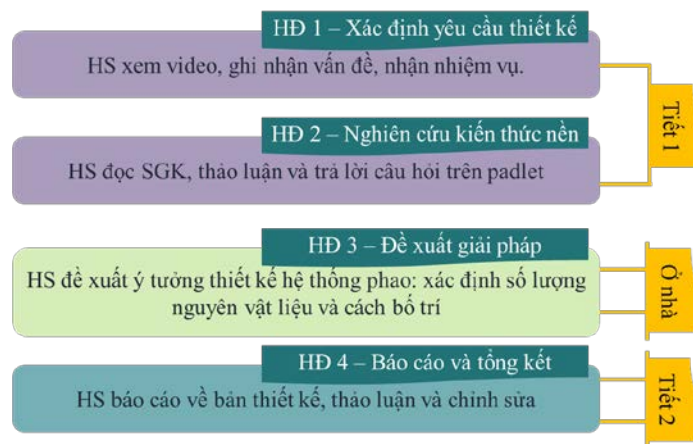 HĐ 1 – Xác định yêu cầu thiết kế
HS xem video, ghi nhận vấn đề, nhận nhiệm vụ.
HĐ 2 – Nghiên cứu kiến thức nền
HS đọc SGK, thảo luận và trả lời câu hỏi trên padlet
Tiết 1
HĐ 3 – Đề xuất giải pháp
HS đề xuất ý tưởng thiết kế hệ thống phao: xác định số lượng
nguyên vật liệu và cách bố trí
Ở nhà
HĐ 4 – Báo cáo và tổng kết
HS báo cáo về bản thiết kế, thảo luận và chỉnh sửa
Tiết 2